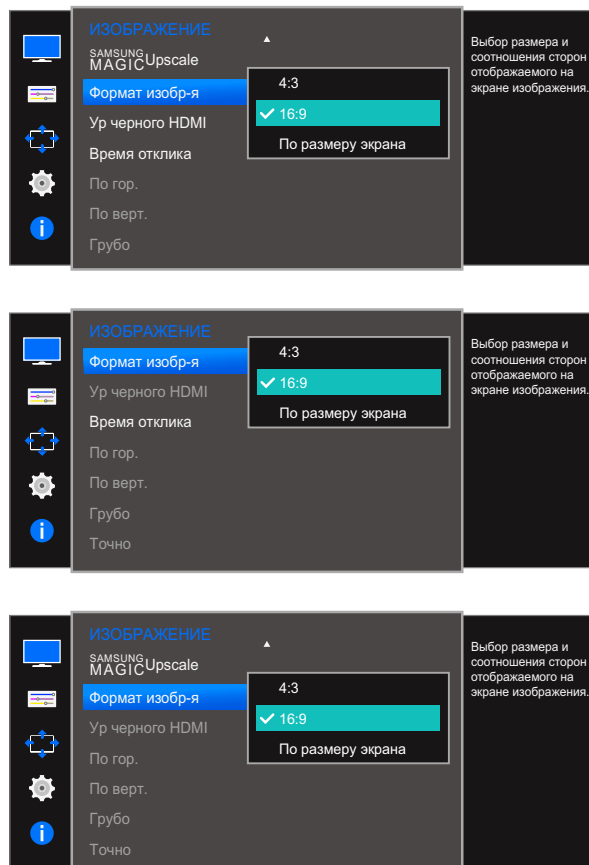 ИЗОБРАЖЕНИЕ
SAMSUNG
MAGIC Upscale
Формат изобр-я
Ур черного HDMI
Время отклика
По гор.
По верт.
Грубо
4:3
16:9
По размеру экрана
Выбор размера и
соотношения сторон
отображаемого на
экране изображения.
ИЗОБРАЖЕНИЕ
Формат изобр-я
Ур черного HDMI
Время отклика
По гор.
По верт.
Грубо
Точно
4:3
16:9
По размеру экрана
Выбор размера и
соотношения сторон
отображаемого на
экране изображения.
ИЗОБРАЖЕНИЕ
SAMSUNG
MAGIC Upscale
Формат изобр-я
Ур черного HDMI
По гор.
По верт.
Грубо
Точно
4:3
16:9
По размеру экрана
Выбор размера и
соотношения сторон
отображаемого на
экране изображения.